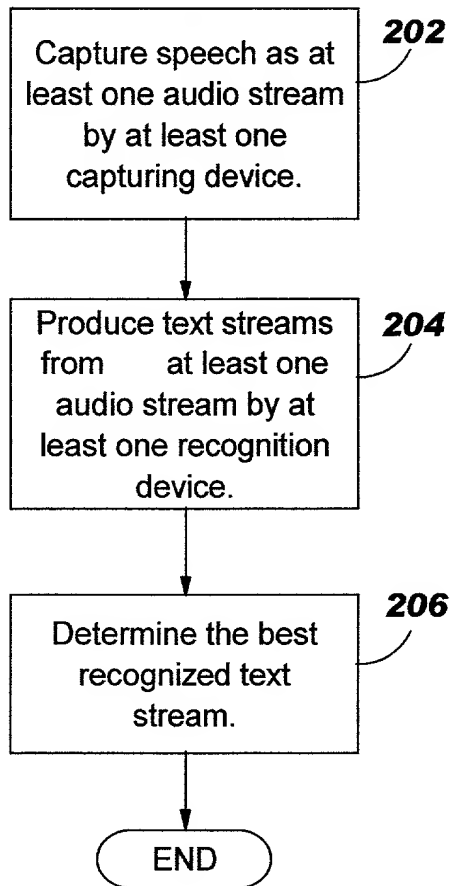 202
Capture speech as at
least one audio stream
by at least one
capturing device.
204
Produce text streams
from at least one
audio stream by at
least one recognition
device.
206
Determine the best
recognized text
stream.
END